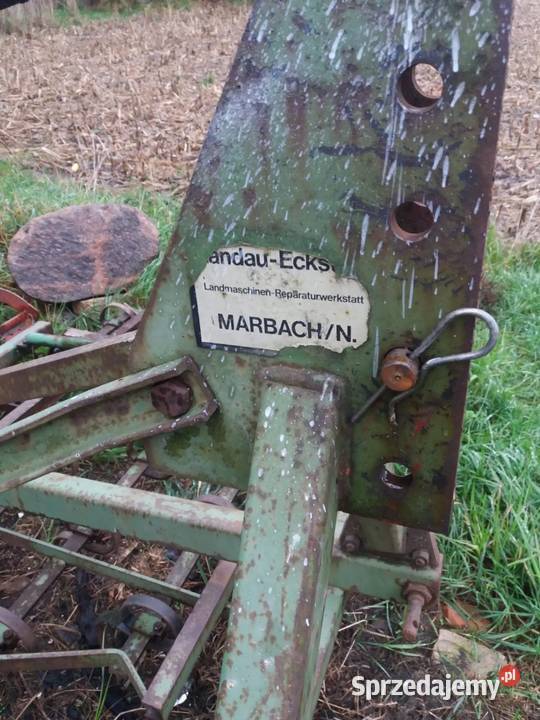 andau-Ecks
Landmaschinen-Reparaturwerkstatt
MARBACH/N.
Sprzedajemy.pl